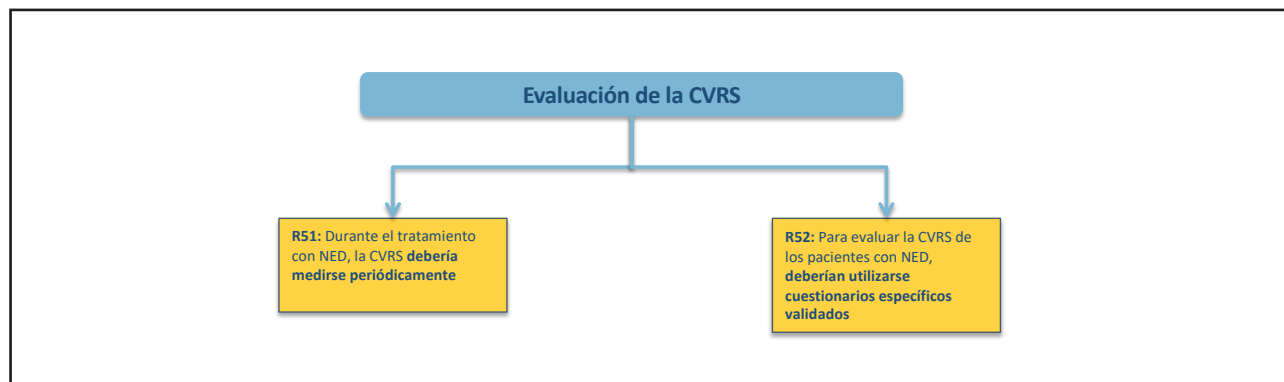 Evaluación de la CVRS
R51: Durante el tratamiento
con NED, la CVRS debería
medirse periódicamente
R52: Para evaluar la CVRS de
los pacientes con NED,
deberían utilizarse
cuestionarios específicos
validados